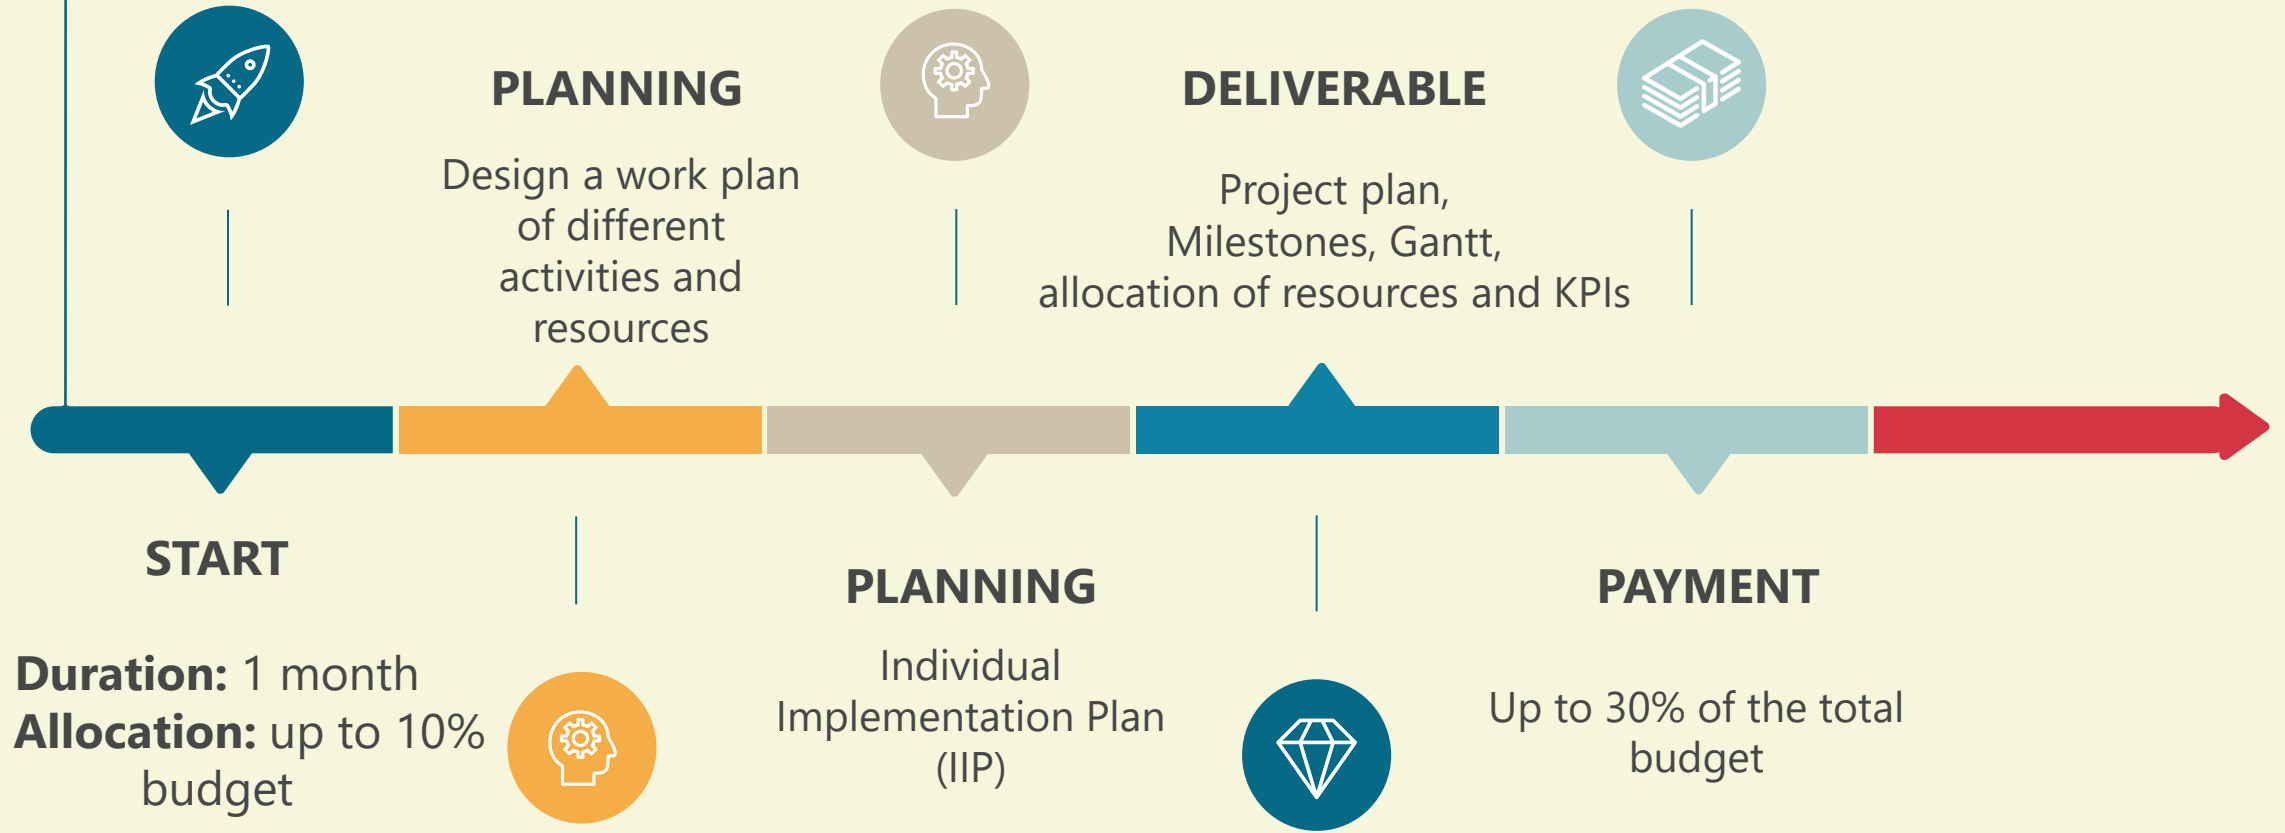 PLANNING
Design a work plan
of different
activities and
resources
DELIVERABLE
Project plan,
Milestones, Gantt,
allocation of resources and KPIs
START
Duration: 1 month
Allocation: up to 10%
budget
PLANNING
Individual
Implementation Plan
(IIP)
PAYMENT
Up to 30% of the total
budget